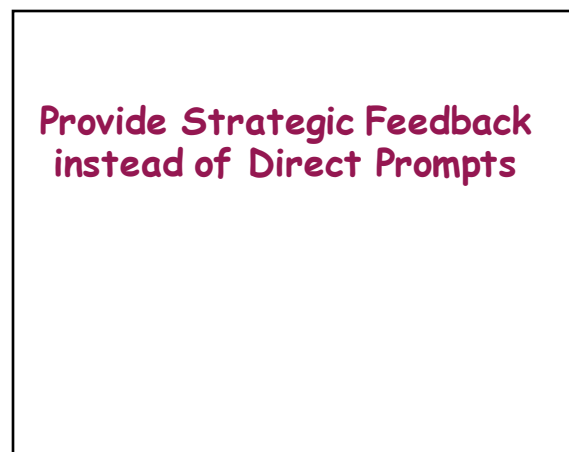 Provide Strategic Feedback
instead of Direct Prompts